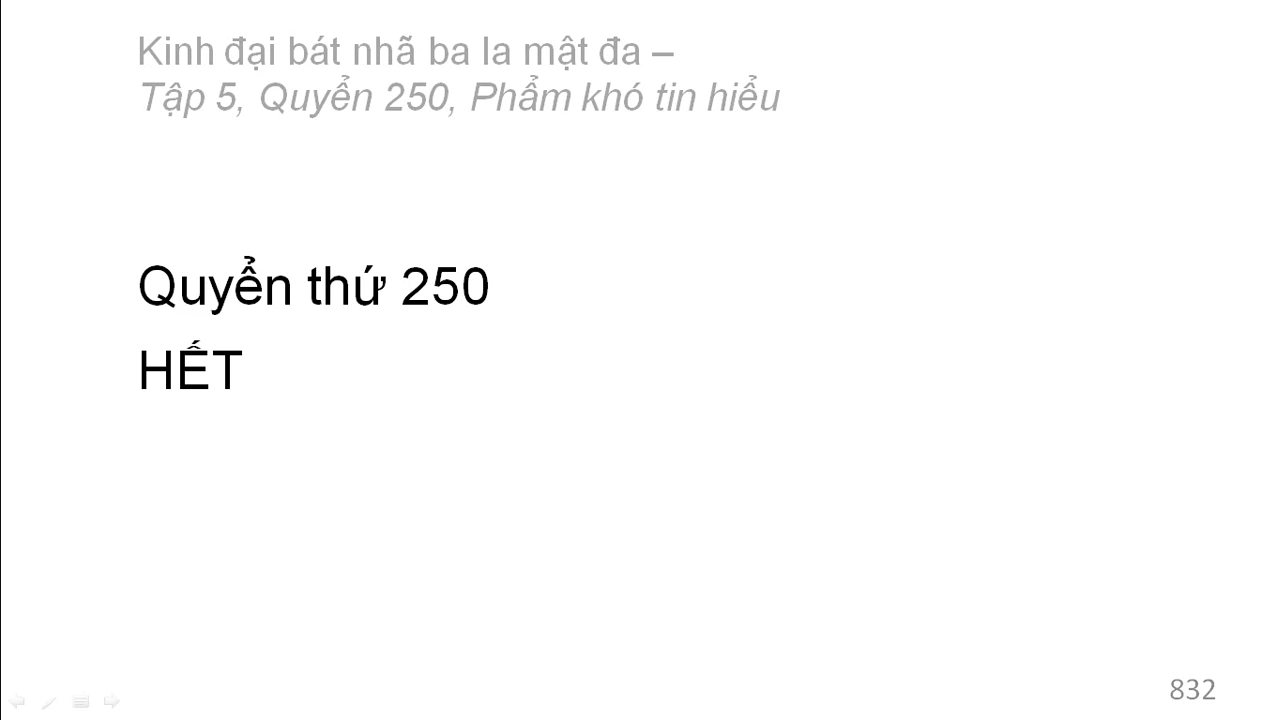 Kinh đại bát nhã ba la mật đa –
Tập 5, Quyển 250, Phẩm khó tin hiểu
Quyển thứ 250
HẾT
832